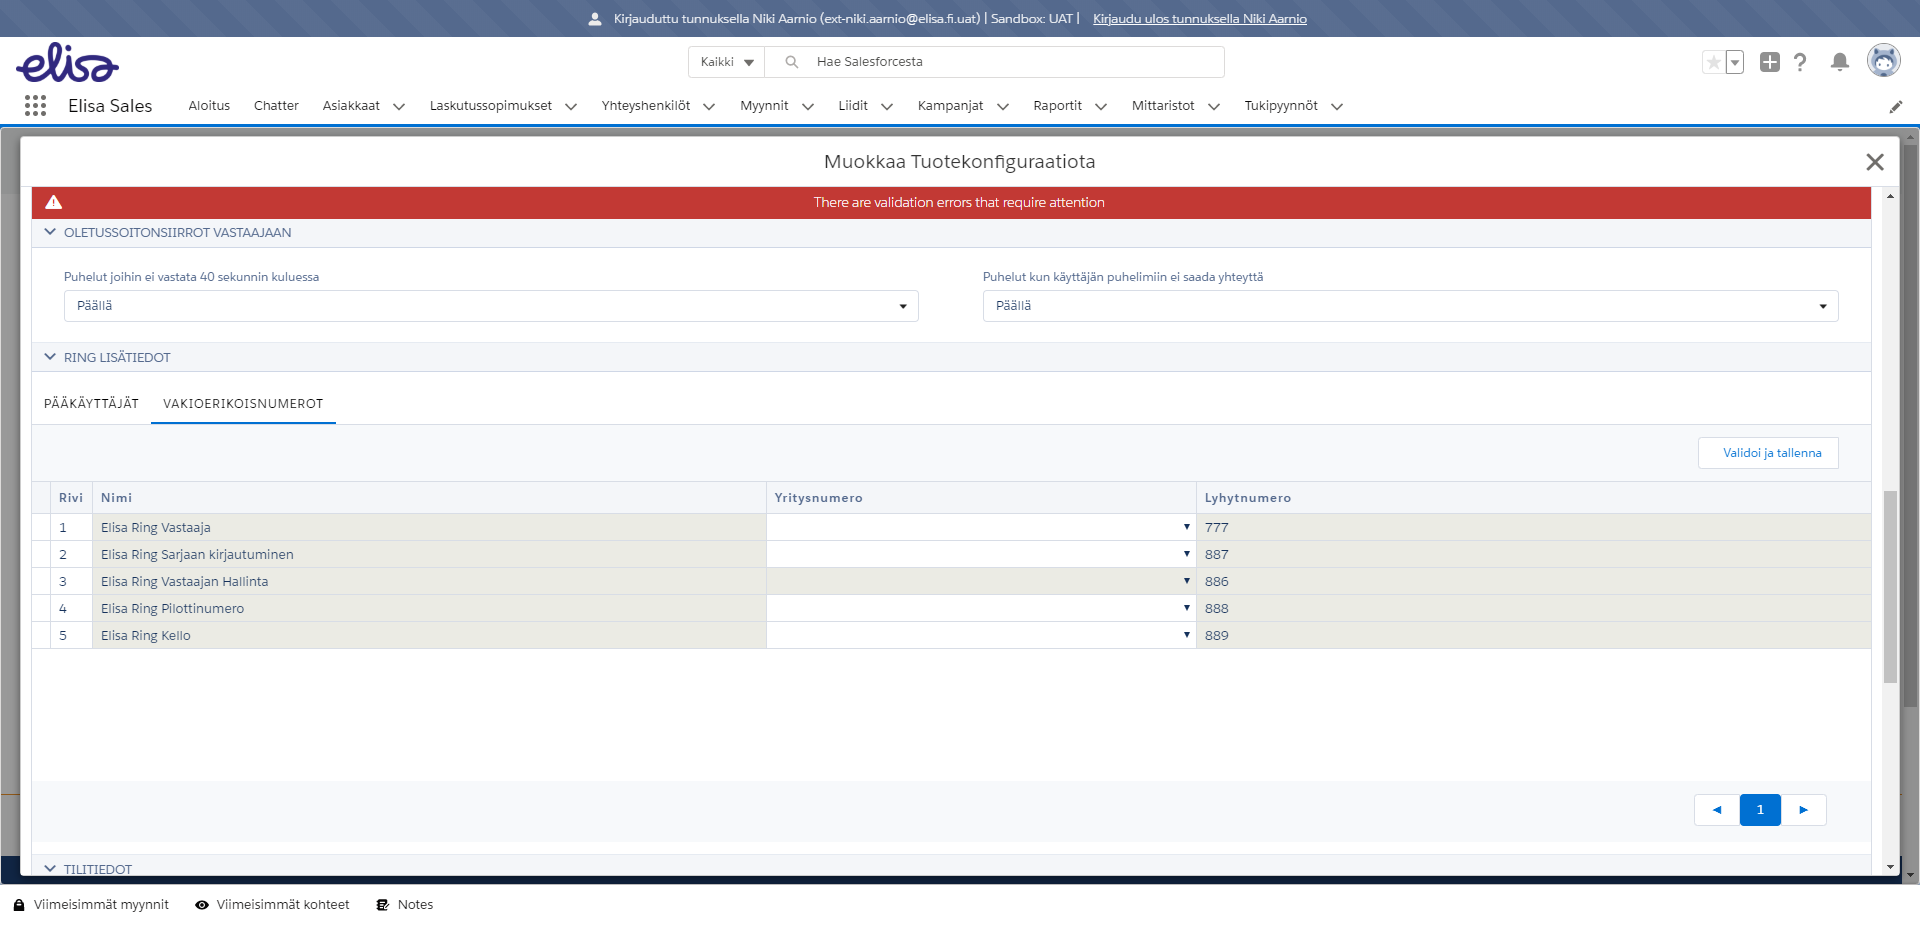 Kirjauduttu tunnuksella Niki Aarnio (ext-niki.aarnio@elisa.fi.uat) | Sandbox: UAT | Kirjaudu ulos tunnuksella Niki Aarnio
elisa
Kaikki Hae Salesforcesta
Elisa Sales Aloitus Chatter Asiakkaat Laskutussopimukset Yhteyshenkilöt Myynnit Liidit Kampanjat Raportit Mittaristot Tukipyynnöt
Muokkaa Tuotekonfiguraatiota
There are validation errors that require attention
OLETUSSOITONSIIRROT VASTAAJAAN
Puhelut joihin ei vastata 40 sekunnin kuluessa Puhelut kun käyttäjän puhelimiin ei saada yhteyttä
Päällä Päällä
RING LISÄTIEDOT
PÄÄKÄYTTÄJÄT VAKIOERIKOISNUMEROT
Validoi ja tallenna
Rivi Nimi Yritysnumero Lyhytnumero
1 Elisa Ring Vastaaja 777
2 Elisa Ring Sarjaan kirjautuminen 887
3 Elisa Ring Vastaajan Hallinta 886
4 Elisa Ring Pilottinumero 888
5 Elisa Ring Kello 889
1
TILITIEDOT
Viimeisimmät myynnit Viimeisimmät kohteet Notes